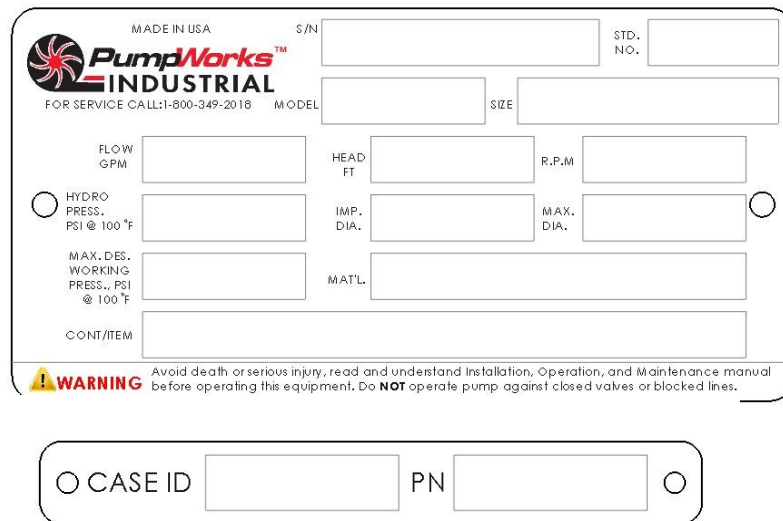 MADE IN USA
S/N
STD.
NO.
PumpWorks™
INDUSTRIAL
FOR SERVICE CALL:1-800-349-2018
MODEL
SIZE
FLOW
GPM
HEAD
FT
R.P.M
HYDRO
PRESS.
PSI @ 100 °F
IMP.
DIA.
MAX.
DIA.
MAX. DES.
WORKING
PRESS., PSI
@ 100 °F
MAT'L.
CONT/ITEM
WARNING
Avoid death or serious injury, read and understand Installation, Operation, and Maintenance manual
before operating this equipment. Do NOT operate pump against closed valves or blocked lines.
CASE ID
PN